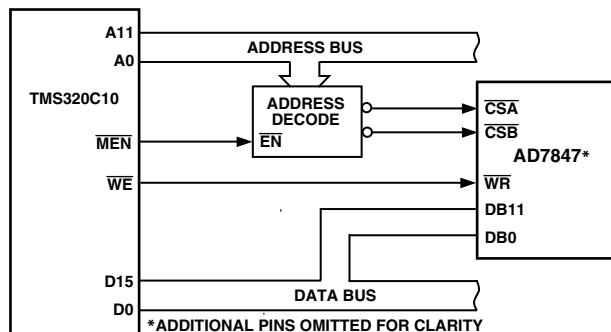 A11
ADDRESS BUS
A0
TMS320C10
ADDRESS
DECODE
CSA
CSB
MEN
EN
AD7847*
WE
WR
DB11
DB0
D15
DATA BUS
D0
*ADDITIONAL PINS OMITTED FOR CLARITY